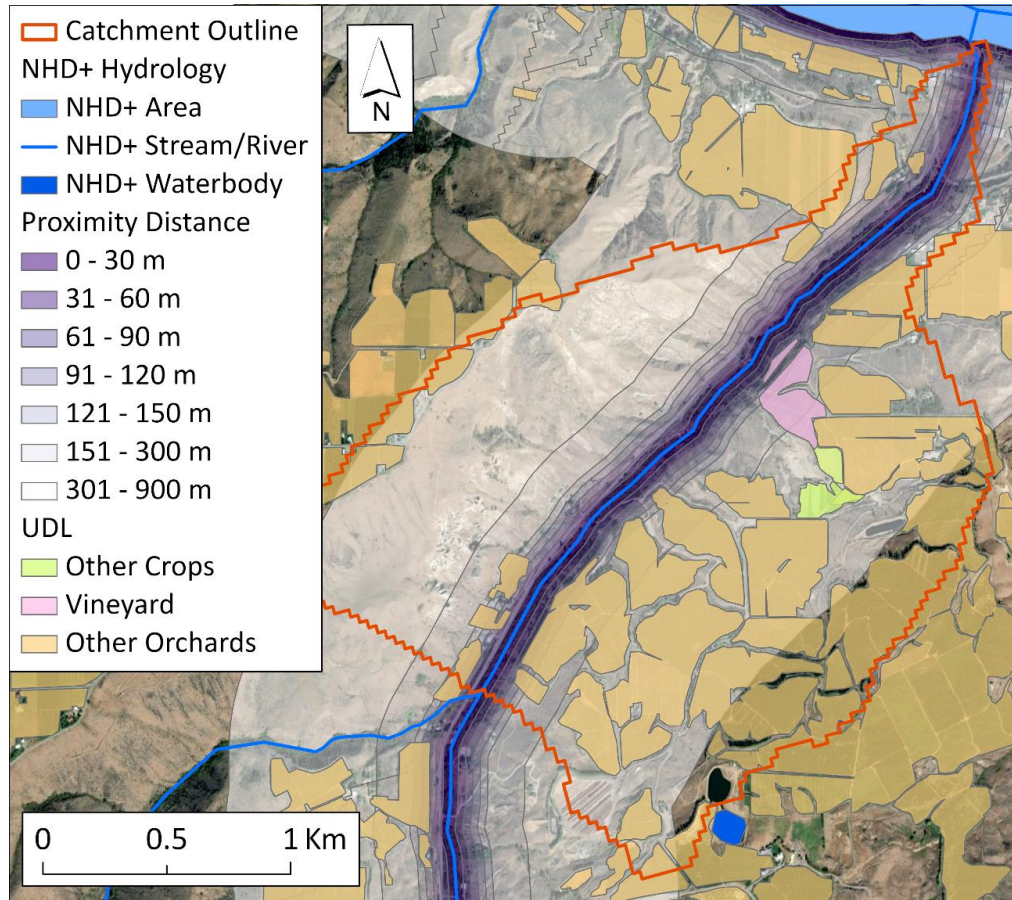 Catchment Outline
NHD+ Hydrology
NHD+ Area
NHD+ Stream/River
NHD+ Waterbody
Proximity Distance
0 - 30 m
31 - 60 m
61 - 90 m
91 - 120 m
121 - 150 m
151 - 300 m
301 - 900 m
UDL
Other Crops
Vineyard
Other Orchards
N
0 0.5 1 Km